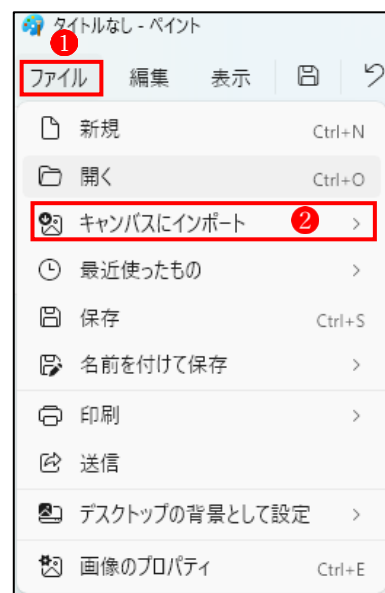 タイトルなし - ペイント
1
ファイル 編集 表示
新規 Ctrl+N
開く Ctrl+O
キャンバスにインポート 2 >
最近使ったもの >
保存 Ctrl+S
名前を付けて保存 >
印刷 >
送信
デスクトップの背景として設定 >
画像のプロパティ Ctrl+E